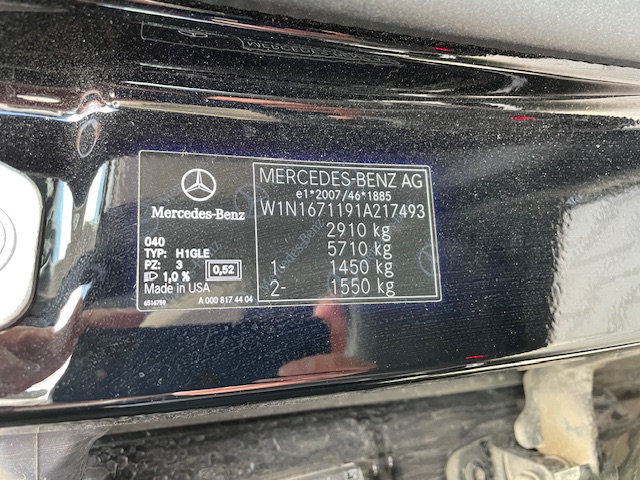 Mercedes-Benz
040
TYP: H1GLE
PZ: 3 0,52
1,0 %
Made in USA
6516759 A 000 817 44 04
MERCEDES-BENZ AG
e1*2007/46*1885
W1N1671191A217493
2910 kg
5710 kg
1- 1450 kg
2- 1550 kg